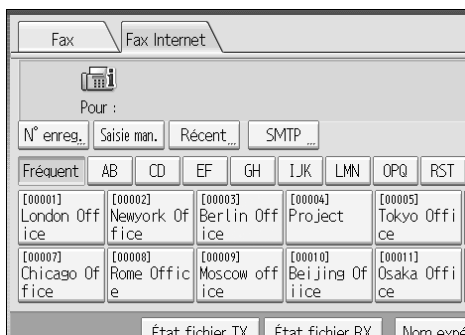 Fax Fax Internet
Pour :
N° enreg. Saisie man. Récent SMTP
Fréquent AB CD EF GH IJK LMN OPQ RST
[00001] [00002] [00003] [00004] [00005]
London Off Newyork Of Berlin Off Project Tokyo Offi
ice ffice ice ce
[00007] [00008] [00009] [00010] [00011]
Chicago Of Rome Offic Moscow off Beijing Of Osaka Offi
fice e ice iice ce
État fichier TX État fichier RX Nom expé